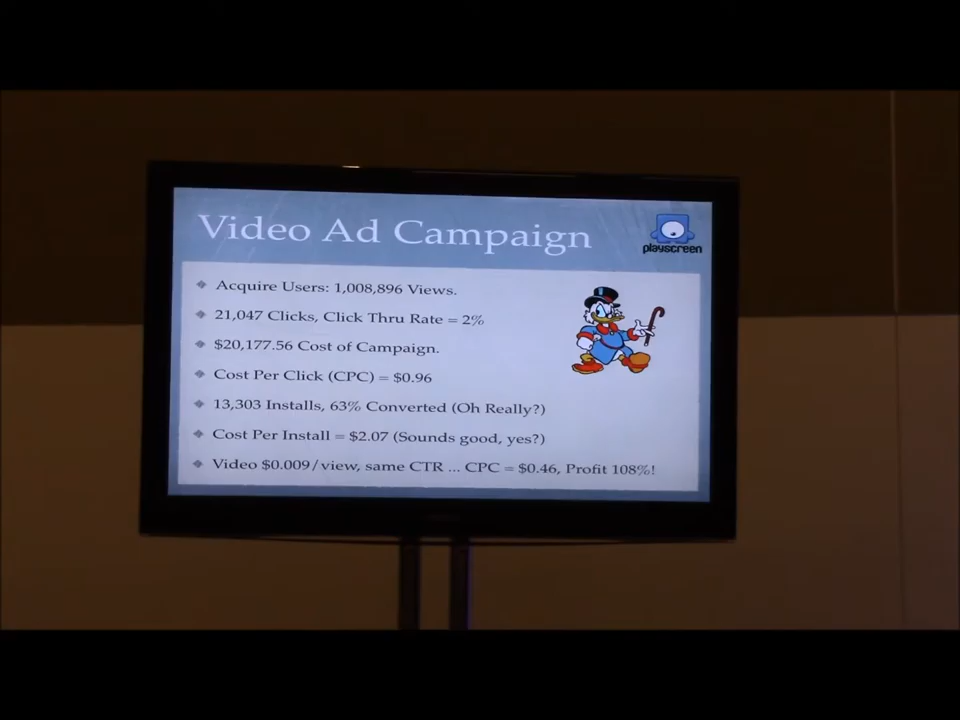 Video Ad Campaign
playscreen
Acquire Users: 1,008,896 Views.
21,047 Clicks, Click Thru Rate = 2%
$20,177.56 Cost of Campaign.
Cost Per Click (CPC) = $0.96
13,303 Installs, 63% Converted (Oh Really?)
Cost Per Install = $2.07 (Sounds good, yes?)
Video $0.009/view, same CTR ... CPC = $0.46, Profit 108%!